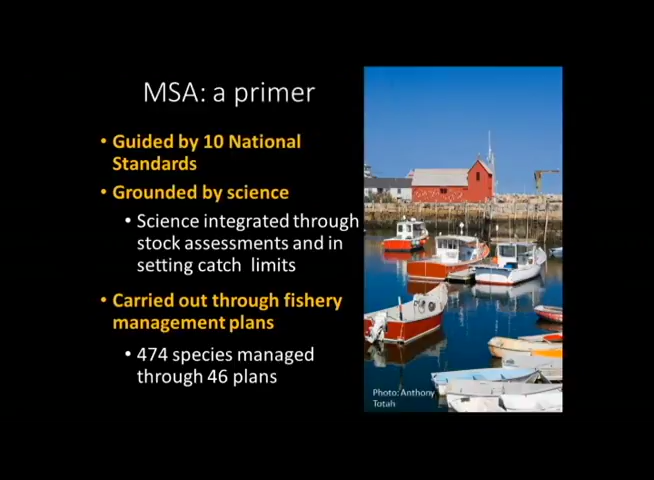 MSA: a primer
• Guided by 10 National
Standards
• Grounded by science
• Science integrated through
stock assessments and in
setting catch limits
• Carried out through fishery
management plans
• 474 species managed
through 46 plans
Photo: Anthony
Totah